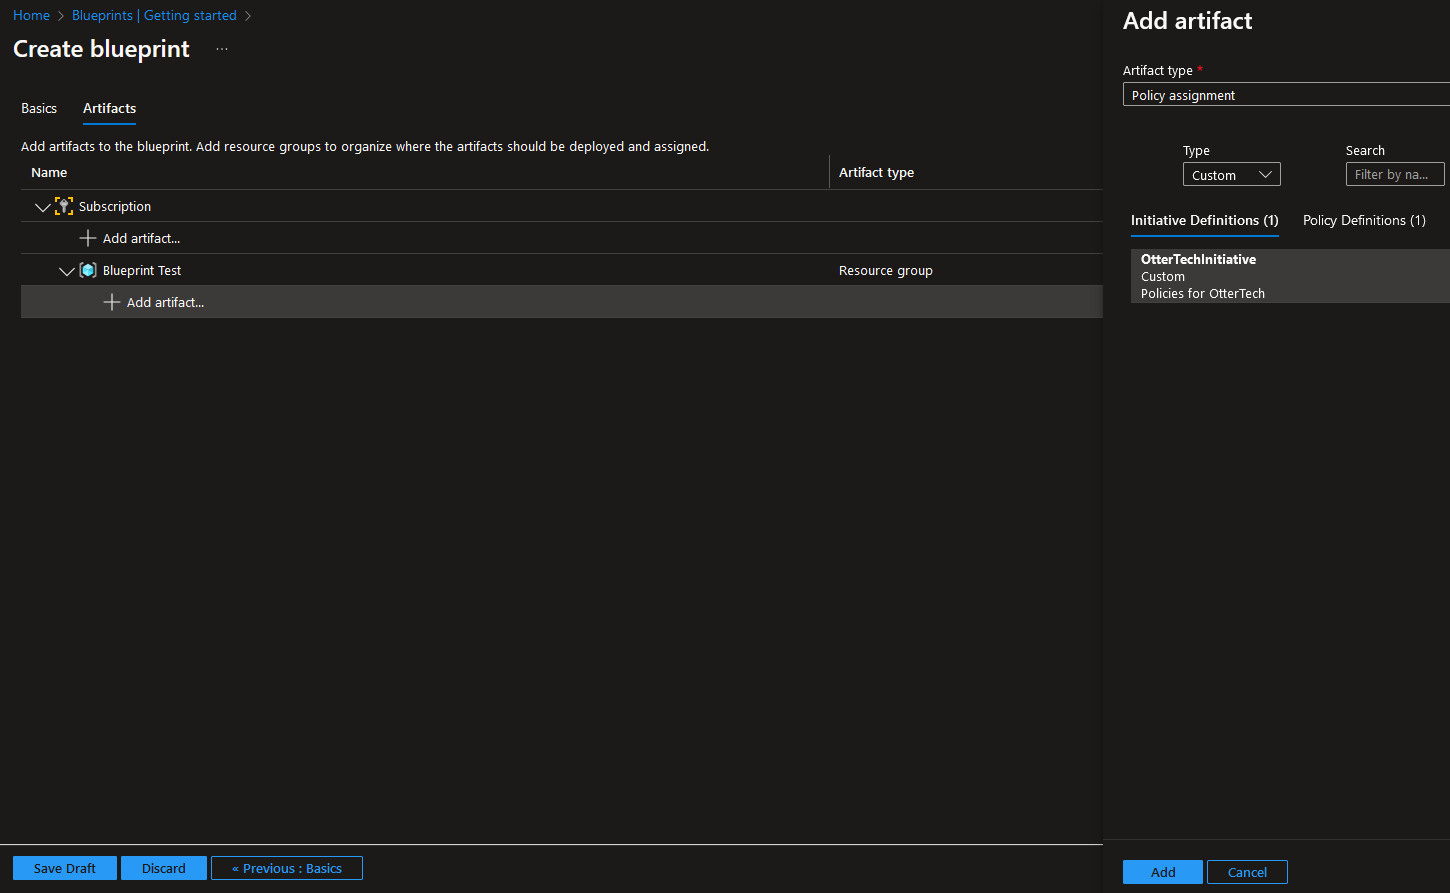 Home > Blueprints | Getting started >
Create blueprint ...
Basics Artifacts
Add artifacts to the blueprint. Add resource groups to organize where the artifacts should be deployed and assigned.
Name Artifact type
Subscription
Add artifact...
Blueprint Test Resource group
Add artifact...
Save Draft Discard « Previous : Basics
Add artifact
Artifact type *
Policy assignment
Type Search
Custom Filter by na...
Initiative Definitions (1) Policy Definitions (1)
OtterTechInitiative
Custom
Policies for OtterTech
Add Cancel